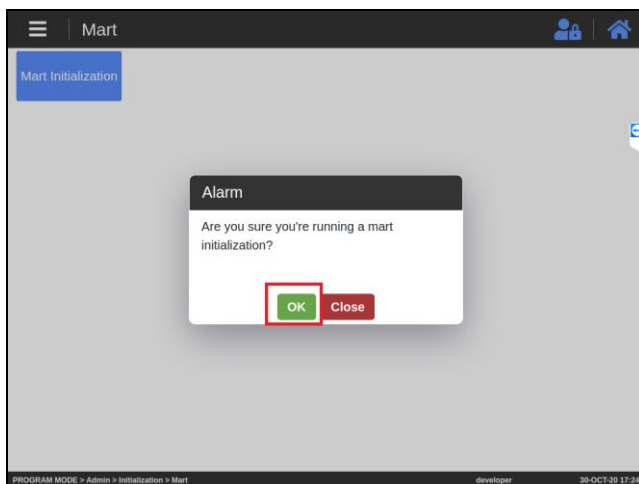 Mart
Mart Initialization
Alarm
Are you sure you're running a mart
initialization?
OK Close
PROGRAM MODE > Admin > Initialization > Mart developer 30-OCT-20 17:24